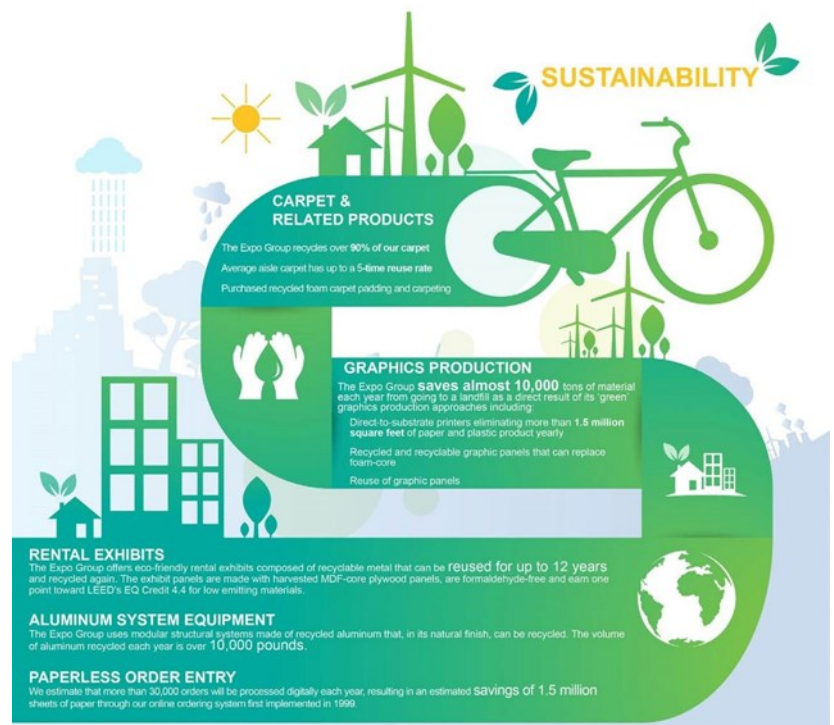 SUSTAINABILITY
CARPET &
RELATED PRODUCTS
The Expo Group recycles over 90% of our carpet
Average aisle carpet has up to a 5-time reuse rate
Purchased recycled foam carpet padding and carpeting
GRAPHICS PRODUCTION
The Expo Group saves almost 10,000 tons of material
each year from going to a landfill as a direct result of its 'green'
graphics production approaches including:
Direct-to-substrate printers eliminating more than 1.5 million
square feet of paper and plastic product yearly
Recycled and recyclable graphic panels that can replace
foam-core
Reuse of graphic panels
RENTAL EXHIBITS
The Expo Group offers eco-friendly rental exhibits composed of recyclable metal that can be reused for up to 12 years
and recycled again. The exhibit panels are made with harvested MDF-core plywood panels, are formaldehyde-free and earn one
point toward LEED's EQ Credit 4.4 for low emitting materials.
ALUMINUM SYSTEM EQUIPMENT
The Expo Group uses modular structural systems made of recycled aluminum that, in its natural finish, can be recycled. The volume
of aluminum recycled each year is over 10,000 pounds.
PAPERLESS ORDER ENTRY
We estimate that more than 30,000 orders will be processed digitally each year, resulting in an estimated savings of 1.5 million
sheets of paper through our online ordering system first implemented in 1999.